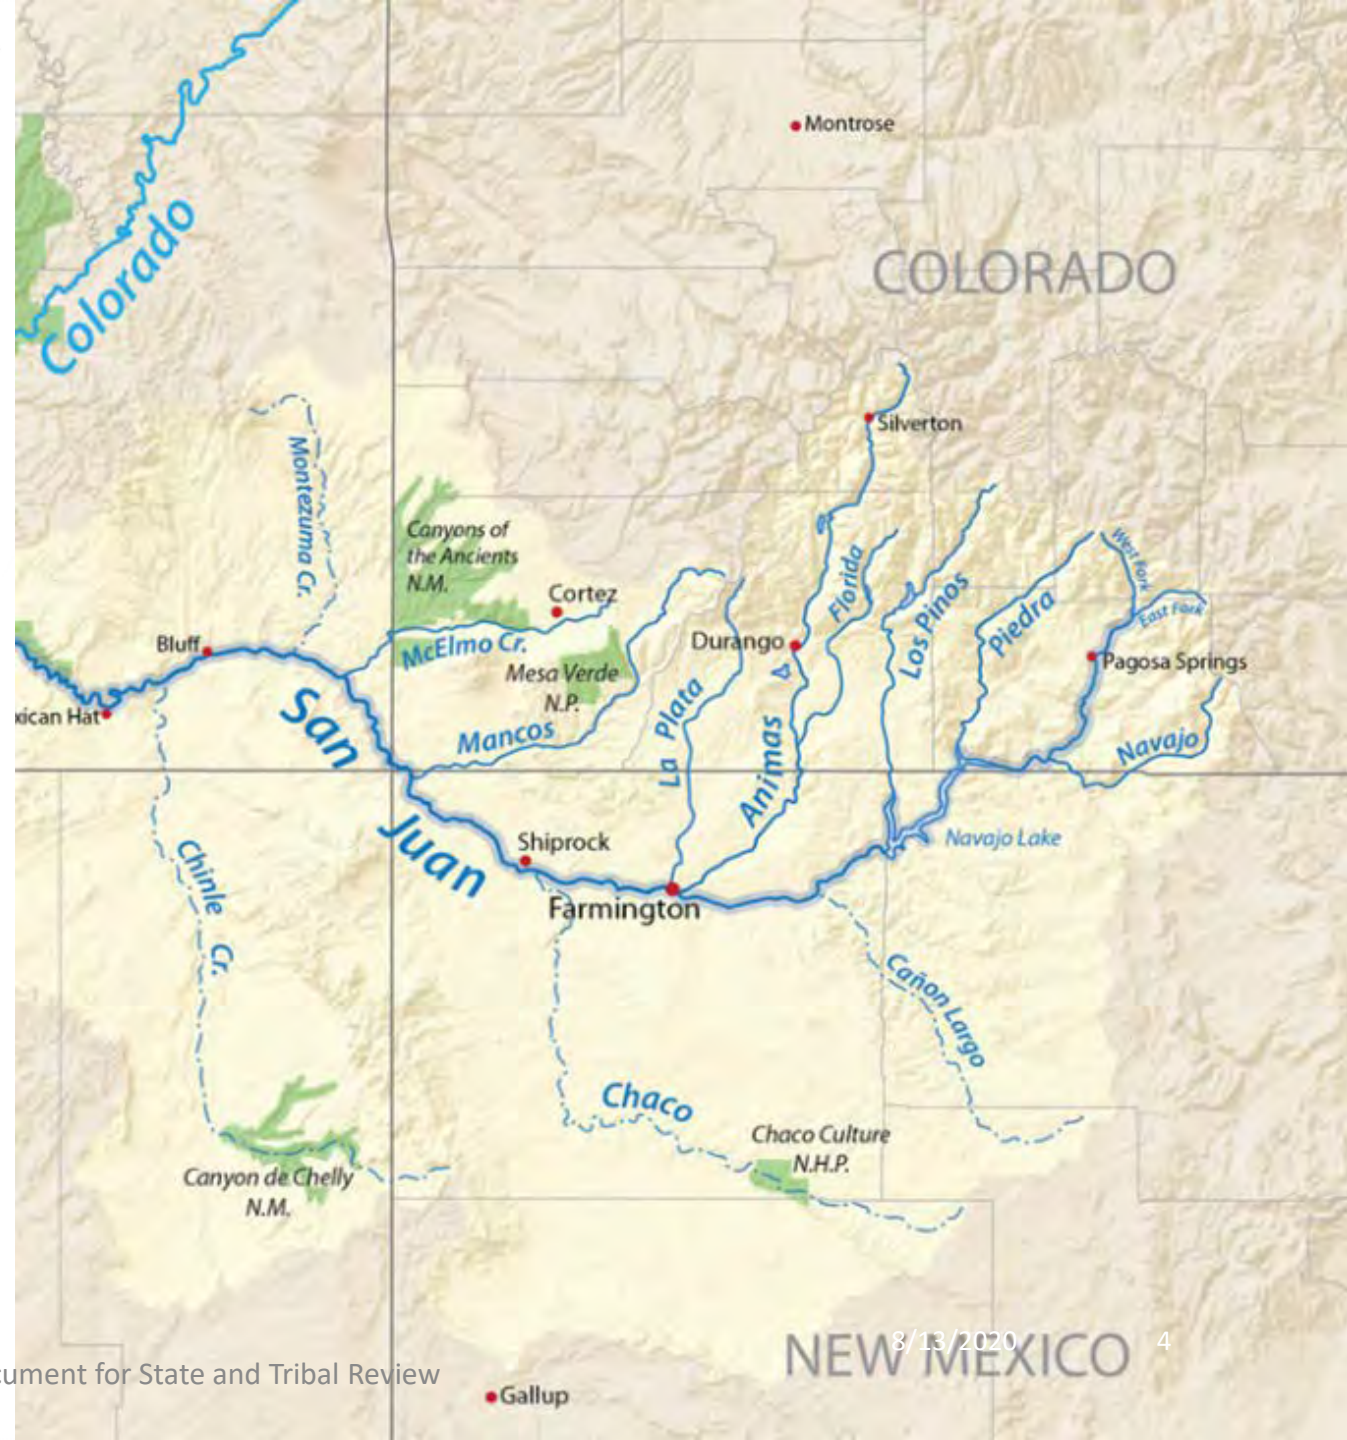 Montrose
COLORADO
Colorado
Silverton
Montezuma Cr.
Canyons of
the Ancients
N.M.
Cortez
McElmo Cr.
Mesa Verde
N.P.
Mancos
La Plata
Durango
Animas
Florida
Los Pinos
Piedra
West Fork
East Fork
Pagosa Springs
Navajo
Bluff
xican Hat
San
Juan
Shiprock
Farmington
Navajo Lake
Chinle Cr.
Cañon Largo
Chaco
Chaco Culture
N.H.P.
Canyon de Chelly
N.M.
NEW MEXICO
8/13/2020
4
cument for State and Tribal Review
Gallup